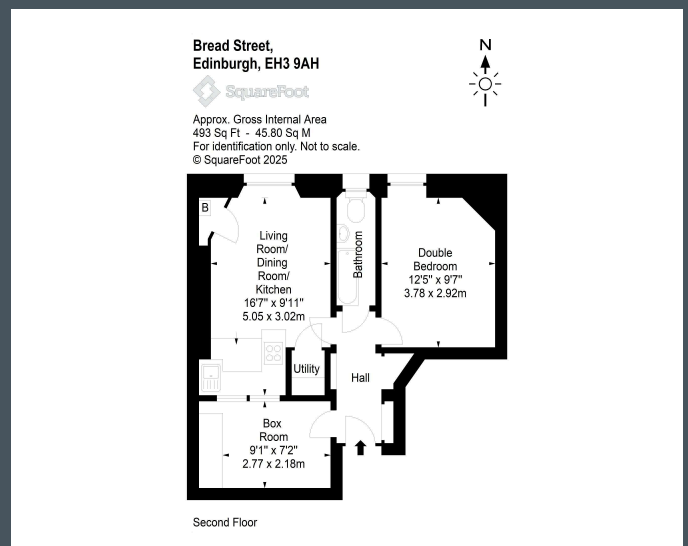 Bread Street,
Edinburgh, EH3 9AH
N
SquareFoot
Approx. Gross Internal Area
493 Sq Ft - 45.80 Sq M
For identification only. Not to scale.
© SquareFoot 2025
B
Living
Room/
Dining
Room/
Kitchen
16'7" x 9'11"
5.05 x 3.02m
Bathroom
Double
Bedroom
12'5" x 9'7"
3.78 x 2.92m
Utility
Hall
Box
Room
9'1" x 7'2"
2.77 x 2.18m
Second Floor